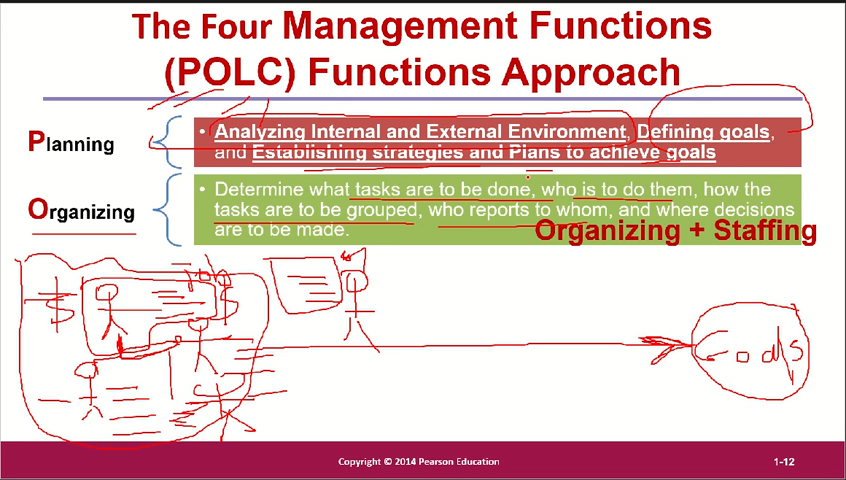 The Four Management Functions
(POLC) Functions Approach
Planning
• Analyzing Internal and External Environment, Defining goals,
and Establishing strategies and Plans to achieve goals
Organizing
• Determine what tasks are to be done, who is to do them, how the
tasks are to be grouped, who reports to whom, and where decisions
are to be made.
Organizing + Staffing
$
$
Goals
Copyright © 2014 Pearson Education
1-12